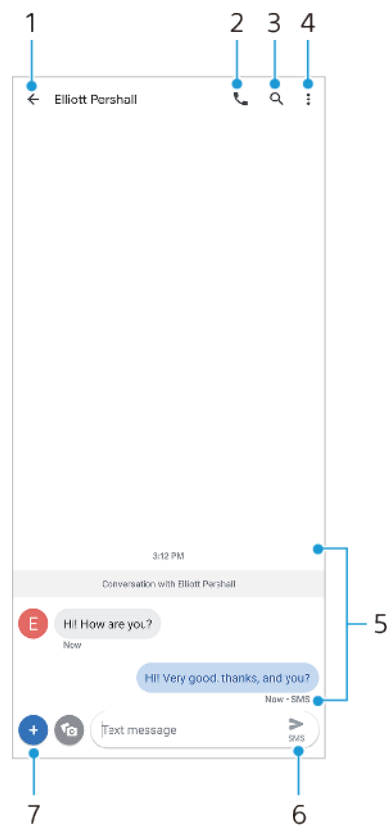 1 2 3 4
Elliott Pershall
3:12 PM
Conversation with Elliott Pershall
5
E Hi! How are you?
Now
Hi! Very good, thanks, and you?
Now • SMS
+ Text message
SMS
7 6